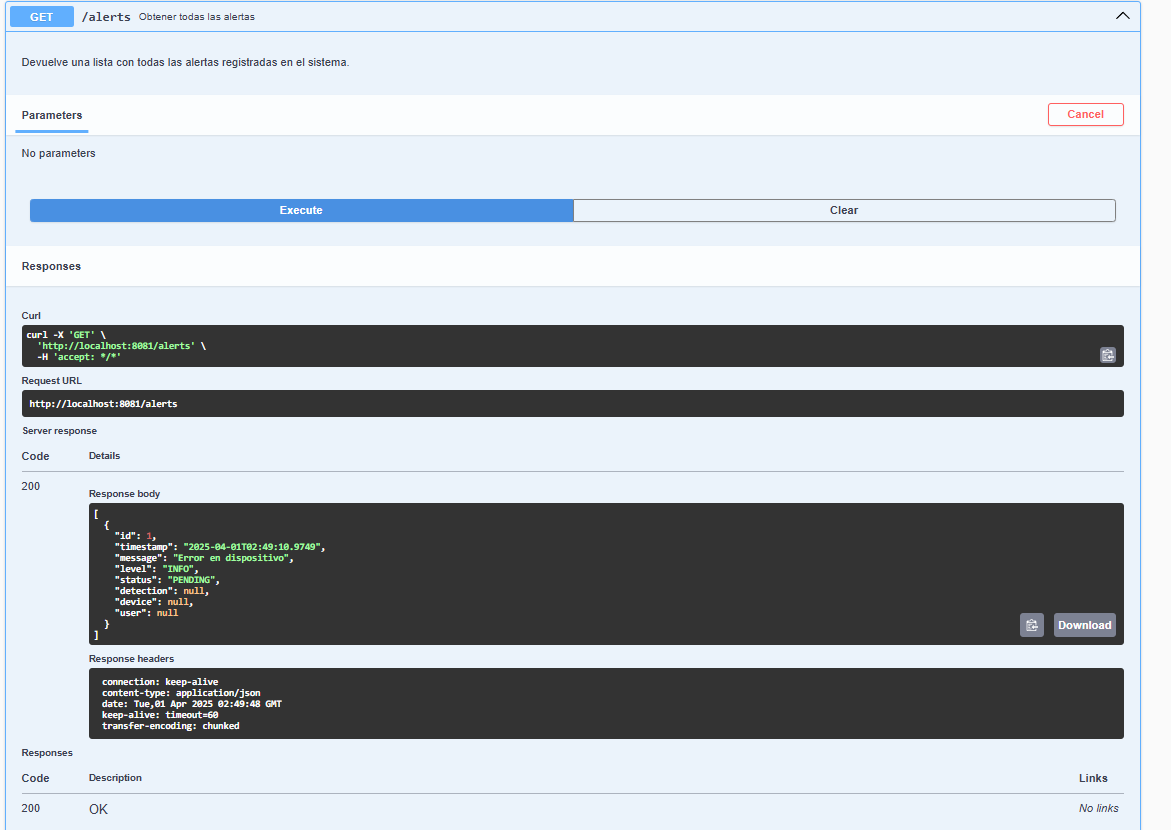 GET /alerts Obtener todas las alertas
Devuelve una lista con todas las alertas registradas en el sistema.
Parameters
Cancel
No parameters
Execute
Clear
Responses
Curl
curl -X 'GET' \
'http://localhost:8081/alerts' \
-H 'accept: */*'
Request URL
http://localhost:8081/alerts
Server response
Code Details
200
Response body
[
{
"id": 1,
"timestamp": "2025-04-01T02:49:10.9749",
"message": "Error en dispositivo",
"level": "INFO",
"status": "PENDING",
"detection": null,
"device": null,
"user": null
}
]
Download
Response headers
connection: keep-alive
content-type: application/json
date: Tue,01 Apr 2025 02:49:48 GMT
keep-alive: timeout=60
transfer-encoding: chunked
Responses
Code Description Links
200 OK No links